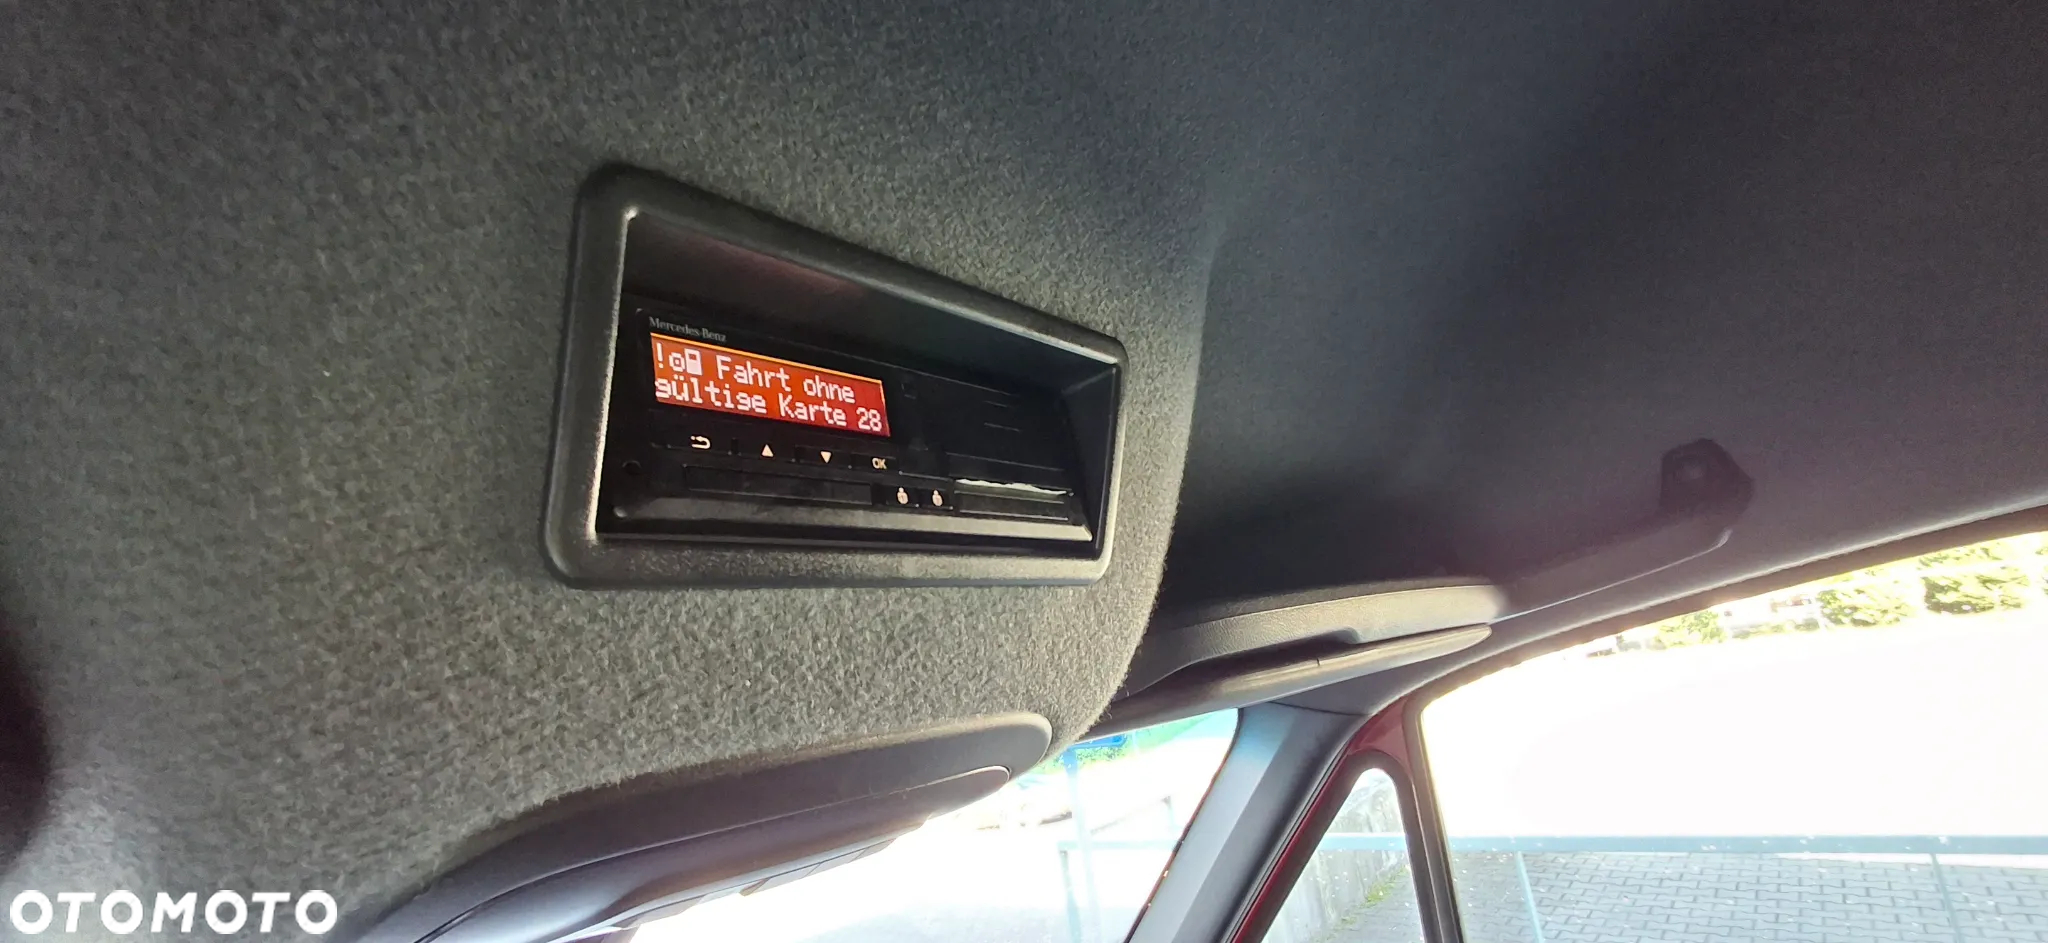 Mercedes-Benz
! Fahrt ohne
gültige Karte 28
OK
OTOMOTO